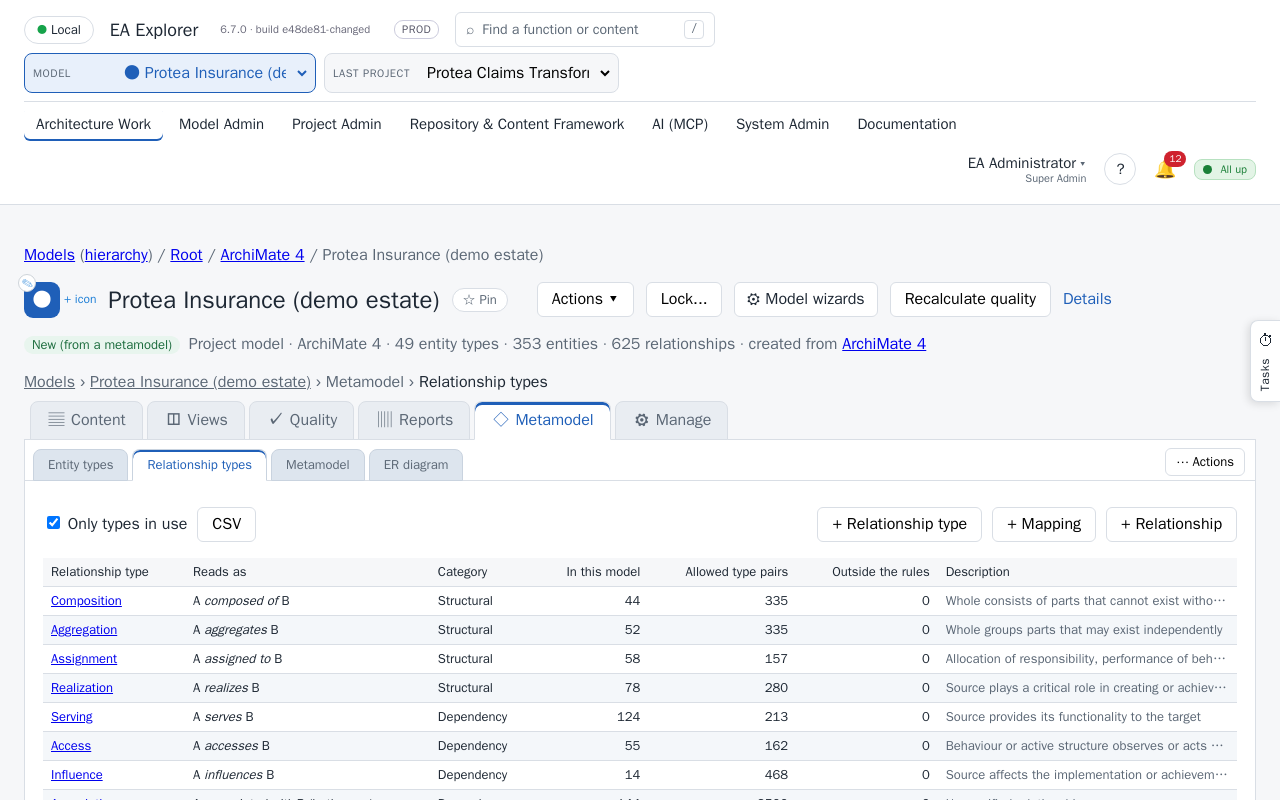 Local EA Explorer 6.7.0 · build e48de81-changed PROD Find a function or content /
MODEL Protea Insurance (de LAST PROJECT Protea Claims Transfor
Architecture Work Model Admin Project Admin Repository & Content Framework AI (MCP) System Admin Documentation
EA Administrator
Super Admin
?
12
All up
Models (hierarchy) / Root / ArchiMate 4 / Protea Insurance (demo estate)
+ icon Protea Insurance (demo estate) ☆ Pin Actions ▾ Lock... ⚙ Model wizards Recalculate quality Details
New (from a metamodel) Project model · ArchiMate 4 · 49 entity types · 353 entities · 625 relationships · created from ArchiMate 4
Tasks
Models › Protea Insurance (demo estate) › Metamodel › Relationship types
Content Views Quality Reports Metamodel Manage
Entity types Relationship types Metamodel ER diagram ··· Actions
Only types in use CSV + Relationship type + Mapping + Relationship
Relationship type Reads as Category In this model Allowed type pairs Outside the rules Description
Composition A composed of B Structural 44 335 0 Whole consists of parts that cannot exist witho···
Aggregation A aggregates B Structural 52 335 0 Whole groups parts that may exist independently
Assignment A assigned to B Structural 58 157 0 Allocation of responsibility, performance of beh···
Realization A realizes B Structural 78 280 0 Source plays a critical role in creating or achiev···
Serving A serves B Dependency 124 213 0 Source provides its functionality to the target
Access A accesses B Dependency 55 162 0 Behaviour or active structure observes or acts ···
Influence A influences B Dependency 14 468 0 Source affects the implementation or achievem···